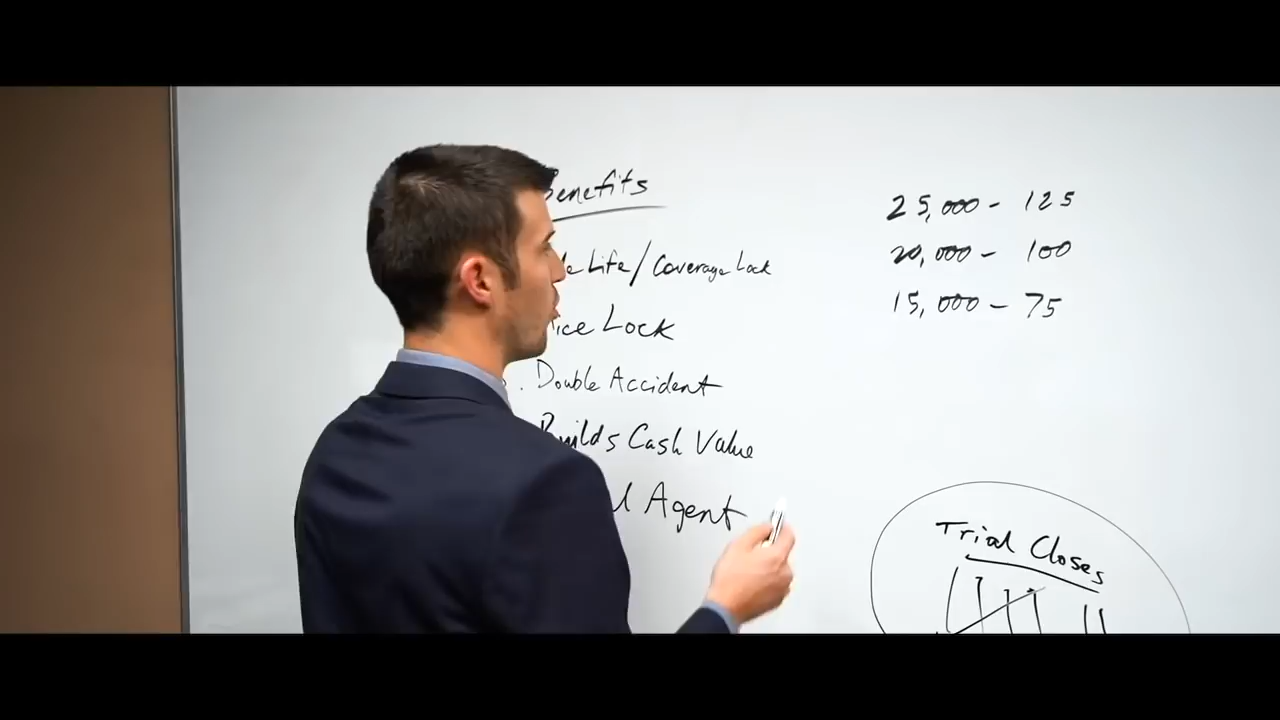 Benefits
Life/Coverage Lock
Lock
Double Accident
Builds Cash Value
Agent
25,000 - 125
20,000 - 100
15,000 - 75
Trial Closes